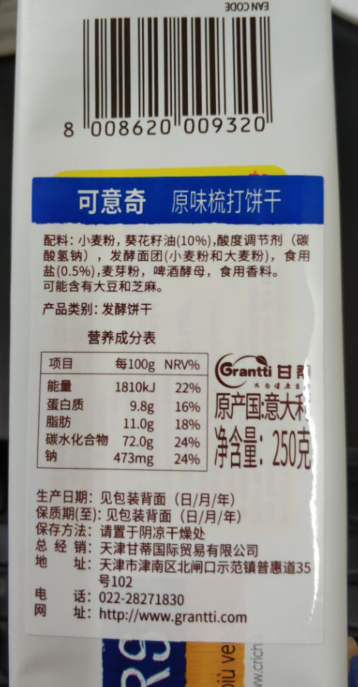 EAN CODE
8 008620 009320
可意奇 原味梳打饼干
配料：小麦粉，葵花籽油(10%),酸度调节剂（碳
酸氢钠），发酵面团(小麦粉和大麦粉)，食用
盐(0.5%),麦芽粉，啤酒酵母，食用香料。
可能含有大豆和芝麻。
产品类别：发酵饼干
营养成分表
项目 每100g NRV%
能量 1810kJ 22%
蛋白质 9.8g 16%
脂肪 11.0g 18%
碳水化合物 72.0g 24%
钠 473mg 24%
Grantti 甘蒂
原产国:意大利
净含量：250克
生产日期：见包装背面（日/月/年）
保质期(至)：见包装背面（日/月/年）
保存方法：请置于阴凉干燥处
总 经 销：天津甘蒂国际贸易有限公司
地 址：天津市津南区北闸口示范镇普惠道35
号102
电 话：022-28271830
网 址：http://www.grantti.com
più ve
www.crich